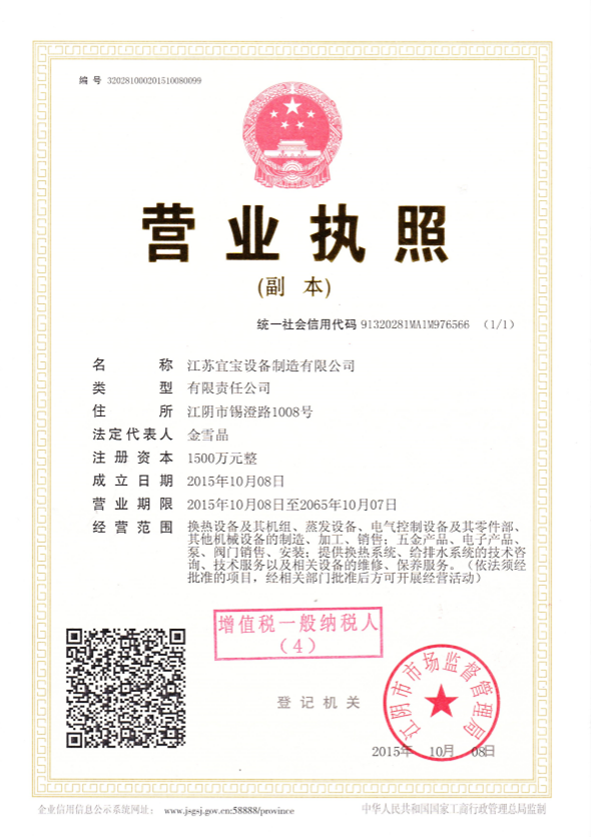 编 号 320281000201510080099
营业执照
(副 本)
统一社会信用代码 91320281MA1M976566 (1/1)
名 称 江苏宜宝设备制造有限公司
类 型 有限责任公司
住 所 江阴市锡澄路1008号
法定代表人 金雪晶
注册资本 1500万元整
成立日期 2015年10月08日
营业期限 2015年10月08日至2065年10月07日
经营范围 换热设备及其机组、蒸发设备、电气控制设备及其零件部、
其他机械设备的制造、加工、销售；五金产品、电子产品、
泵、阀门销售、安装；提供换热系统、给排水系统的技术咨
询、技术服务以及相关设备的维修、保养服务。（依法须经
批准的项目，经相关部门批准后方可开展经营活动）
增值税一般纳税人
（4）
登记机关
江阴市市场监督管理局
2015年 10月 08日
企业信用信息公示系统网址： www.jsgsj.gov.cn:58888/province
中华人民共和国国家工商行政管理总局监制